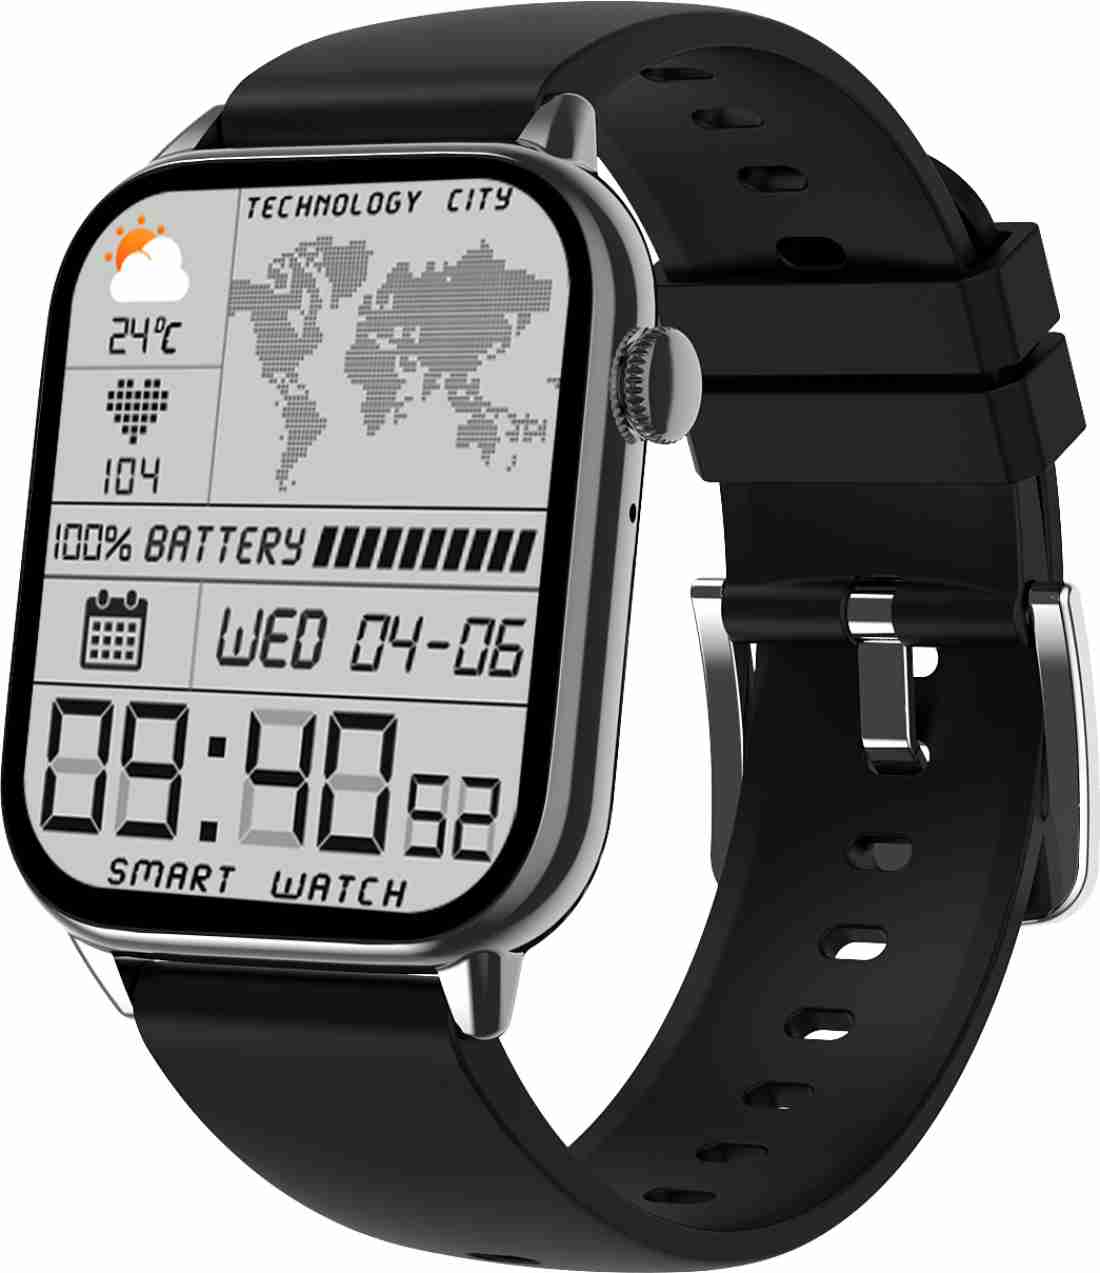 TECHNOLOGY CITY
24°C
104
100% BATTERY
WED 04-06
09:40 52
SMART WATCH